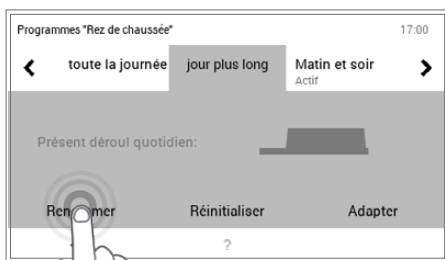 Programmes "Rez de chaussée" 17:00
toute la journée jour plus long Matin et soir
Actif
Présent déroul quotidien:
Renommer Réinitialiser Adapter
?